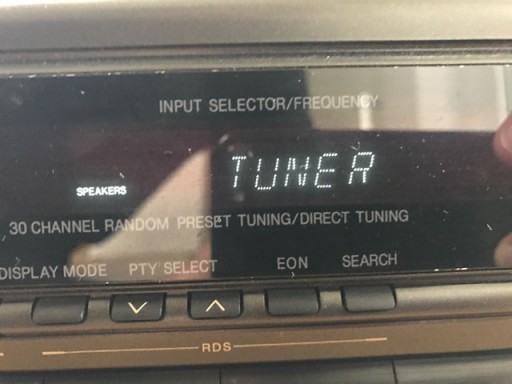 INPUT SELECTOR/FREQUENCY
TUNER
SPEAKERS
30 CHANNEL RANDOM PRESET TUNING/DIRECT TUNING
DISPLAY MODE PTY SELECT EON SEARCH
RDS